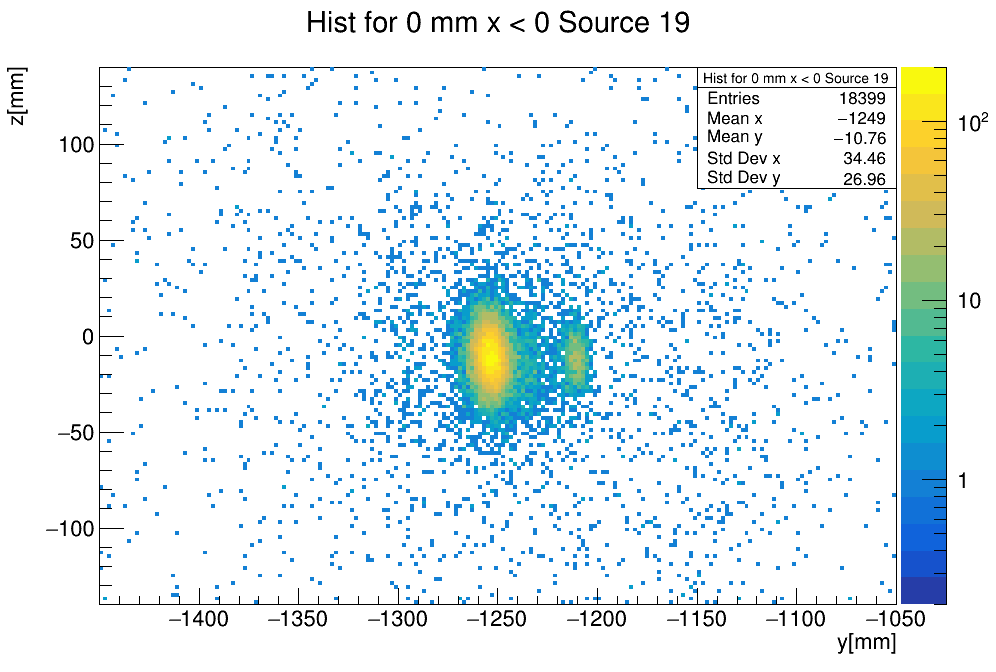 Hist for 0 mm x < 0 Source 19
z[mm]
Hist for 0 mm x < 0 Source 19
Entries 18399
Mean x −1249
Mean y −10.76
Std Dev x 34.46
Std Dev y 26.96
100
50
0
−50
−100
10²
10
1
−1400 −1350 −1300 −1250 −1200 −1150 −1100 −1050
y[mm]